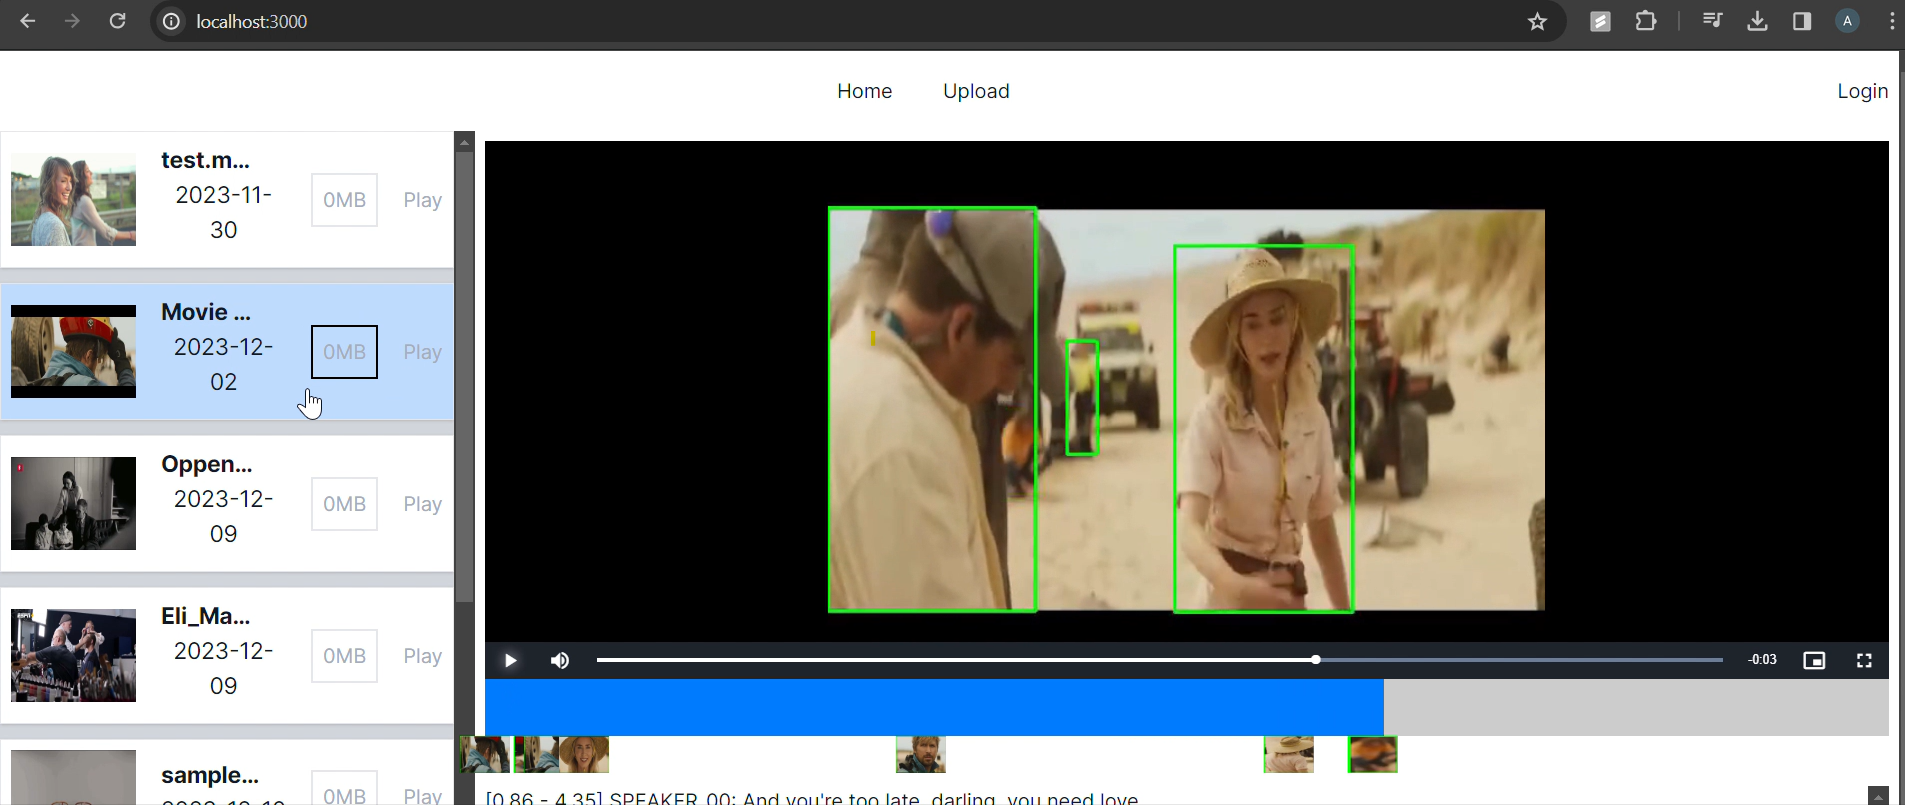 localhost:3000
A
Home Upload Login
test.m...
2023-11-
30
0MB Play
Movie ...
2023-12-
02
0MB Play
Oppen...
2023-12-
09
0MB Play
Eli_Ma...
2023-12-
09
0MB Play
sample...
0MB Play
-0:03
[0.86 - 4.35] SPEAKER_00: And you're too late, darling, you need love